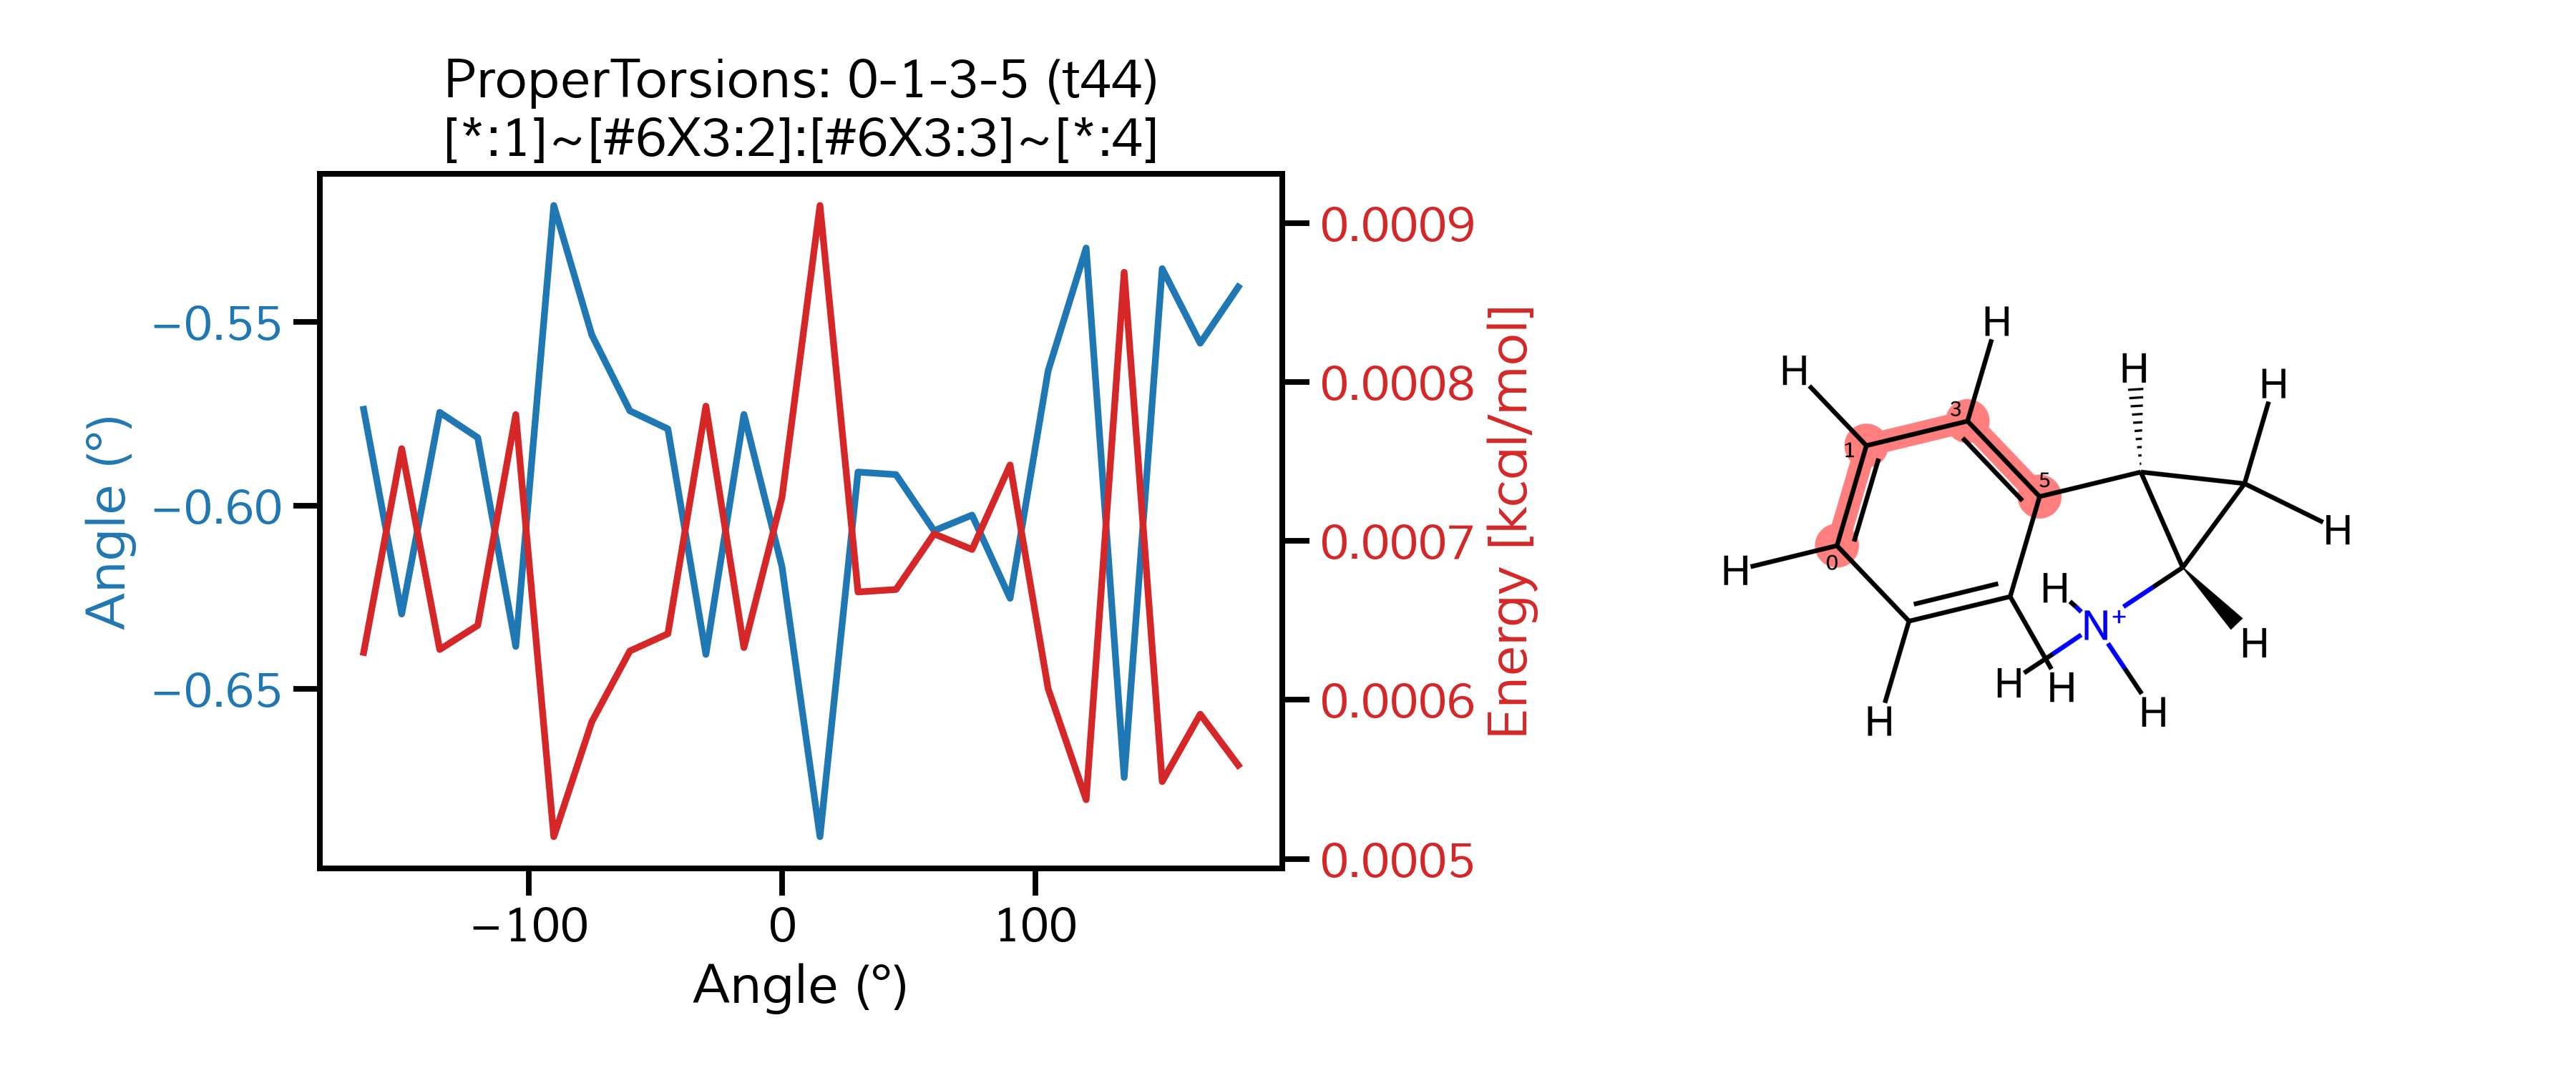 ProperTorsions: 0-1-3-5 (t44)
[*:1]~[#6X3:2]:[#6X3:3]~[*:4]
Angle (°)
−0.55
−0.60
−0.65
−100
0
100
Angle (°)
0.0009
0.0008
0.0007
0.0006
0.0005
Energy [kcal/mol]
H
H
H
H
3
1
5
H
0
H
H
N+
H
H
H
H
H